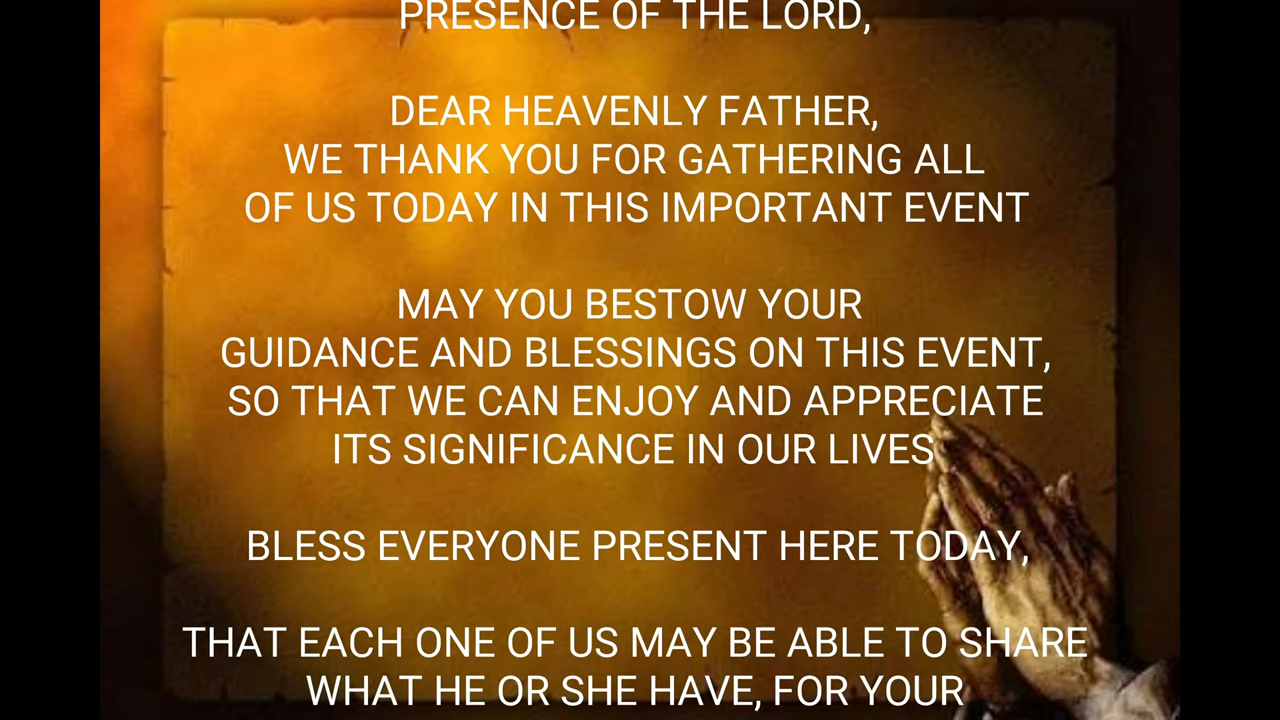 PRESENCE OF THE LORD,
DEAR HEAVENLY FATHER,
WE THANK YOU FOR GATHERING ALL
OF US TODAY IN THIS IMPORTANT EVENT
MAY YOU BESTOW YOUR
GUIDANCE AND BLESSINGS ON THIS EVENT,
SO THAT WE CAN ENJOY AND APPRECIATE
ITS SIGNIFICANCE IN OUR LIVES
BLESS EVERYONE PRESENT HERE TODAY,
THAT EACH ONE OF US MAY BE ABLE TO SHARE
WHAT HE OR SHE HAVE, FOR YOUR